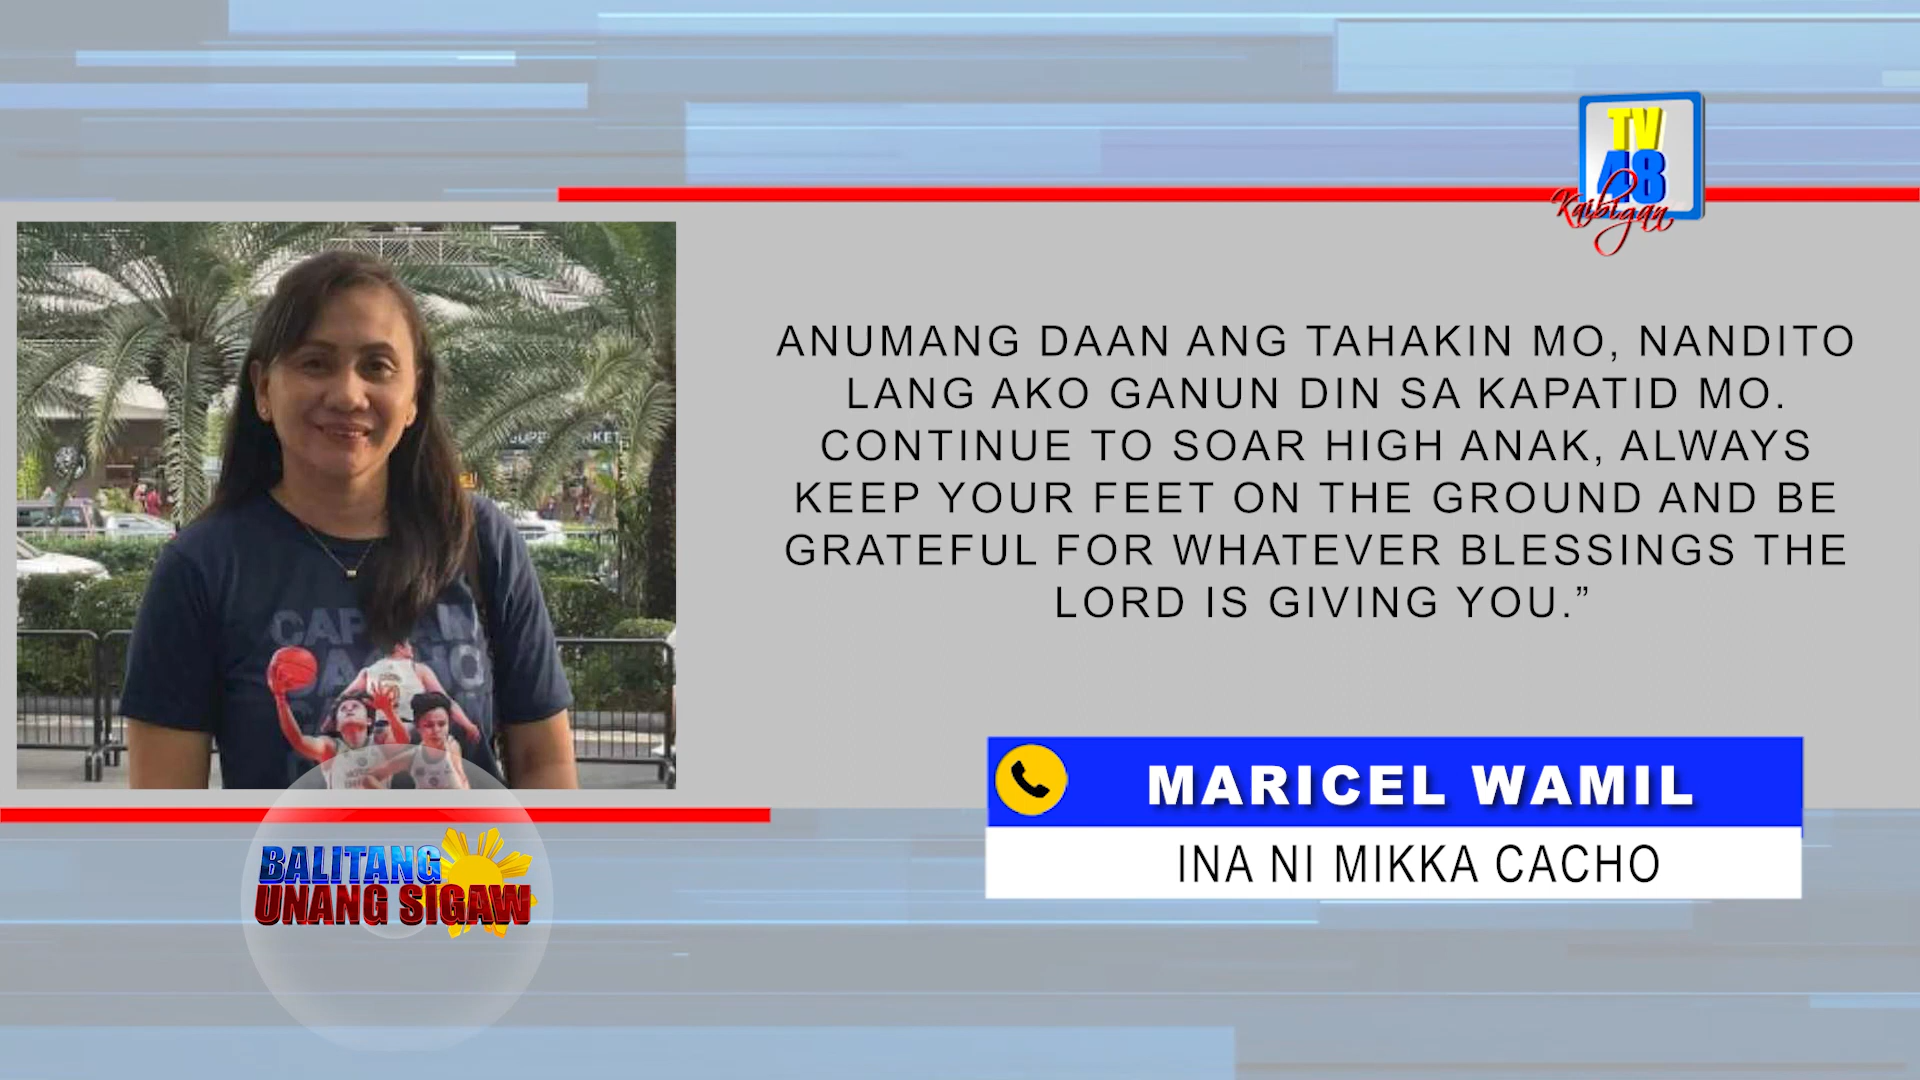 TV
48
Kaibigan
ANUMANG DAAN ANG TAHAKIN MO, NANDITO
LANG AKO GANUN DIN SA KAPATID MO.
CONTINUE TO SOAR HIGH ANAK, ALWAYS
KEEP YOUR FEET ON THE GROUND AND BE
GRATEFUL FOR WHATEVER BLESSINGS THE
LORD IS GIVING YOU.”
MARICEL WAMIL
INA NI MIKKA CACHO
BALITANG
UNANG SIGAW